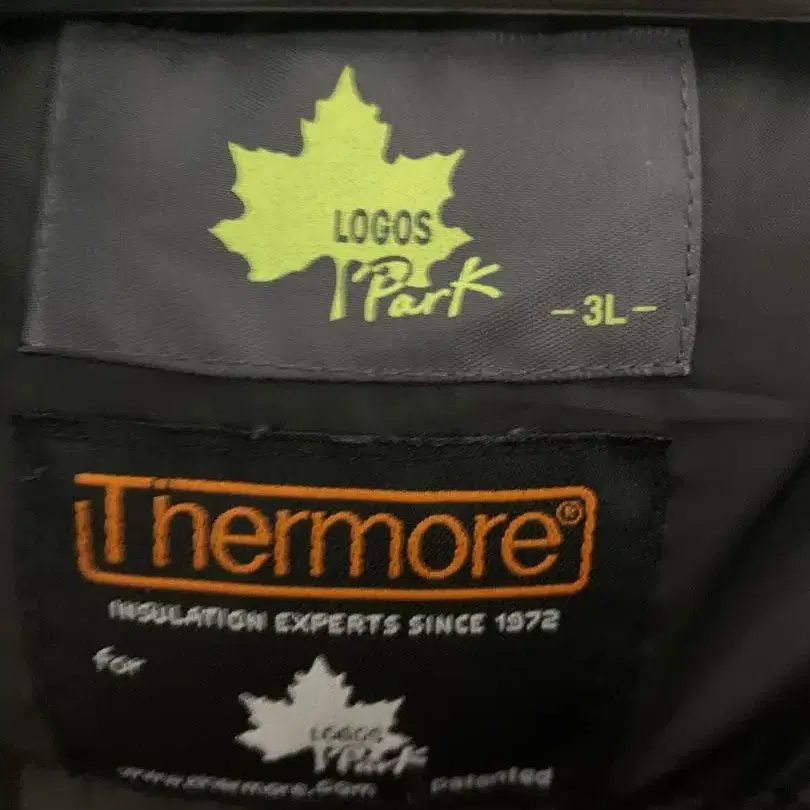 LOGOS
Park
-3L-
Thermore®
INSULATION EXPERTS SINCE 1972
for
LOGOS
Park
www.thermore.com patented